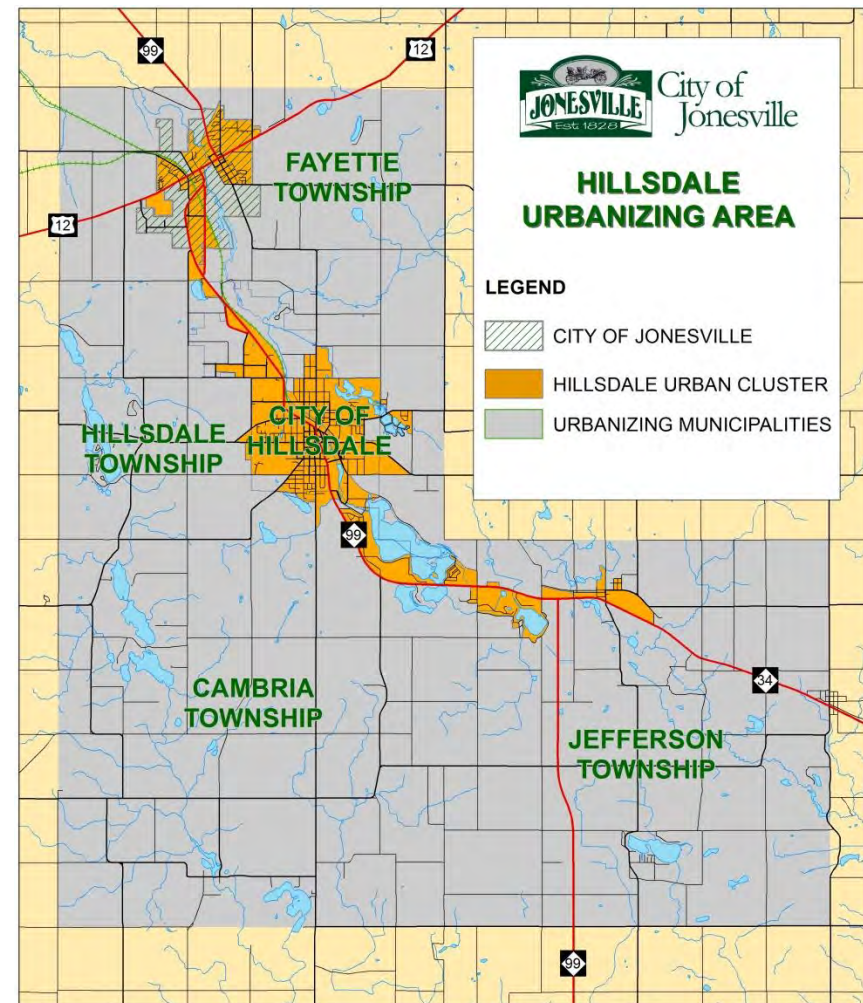 99
12
JONESVILLE
Est. 1828
City of
Jonesville
FAYETTE
TOWNSHIP
HILLSDALE
URBANIZING AREA
12
LEGEND
CITY OF JONESVILLE
HILLSDALE URBAN CLUSTER
URBANIZING MUNICIPALITIES
CITY OF
HILLSDALE
HILLSDALE
TOWNSHIP
99
CAMBRIA
TOWNSHIP
34
JEFFERSON
TOWNSHIP
99